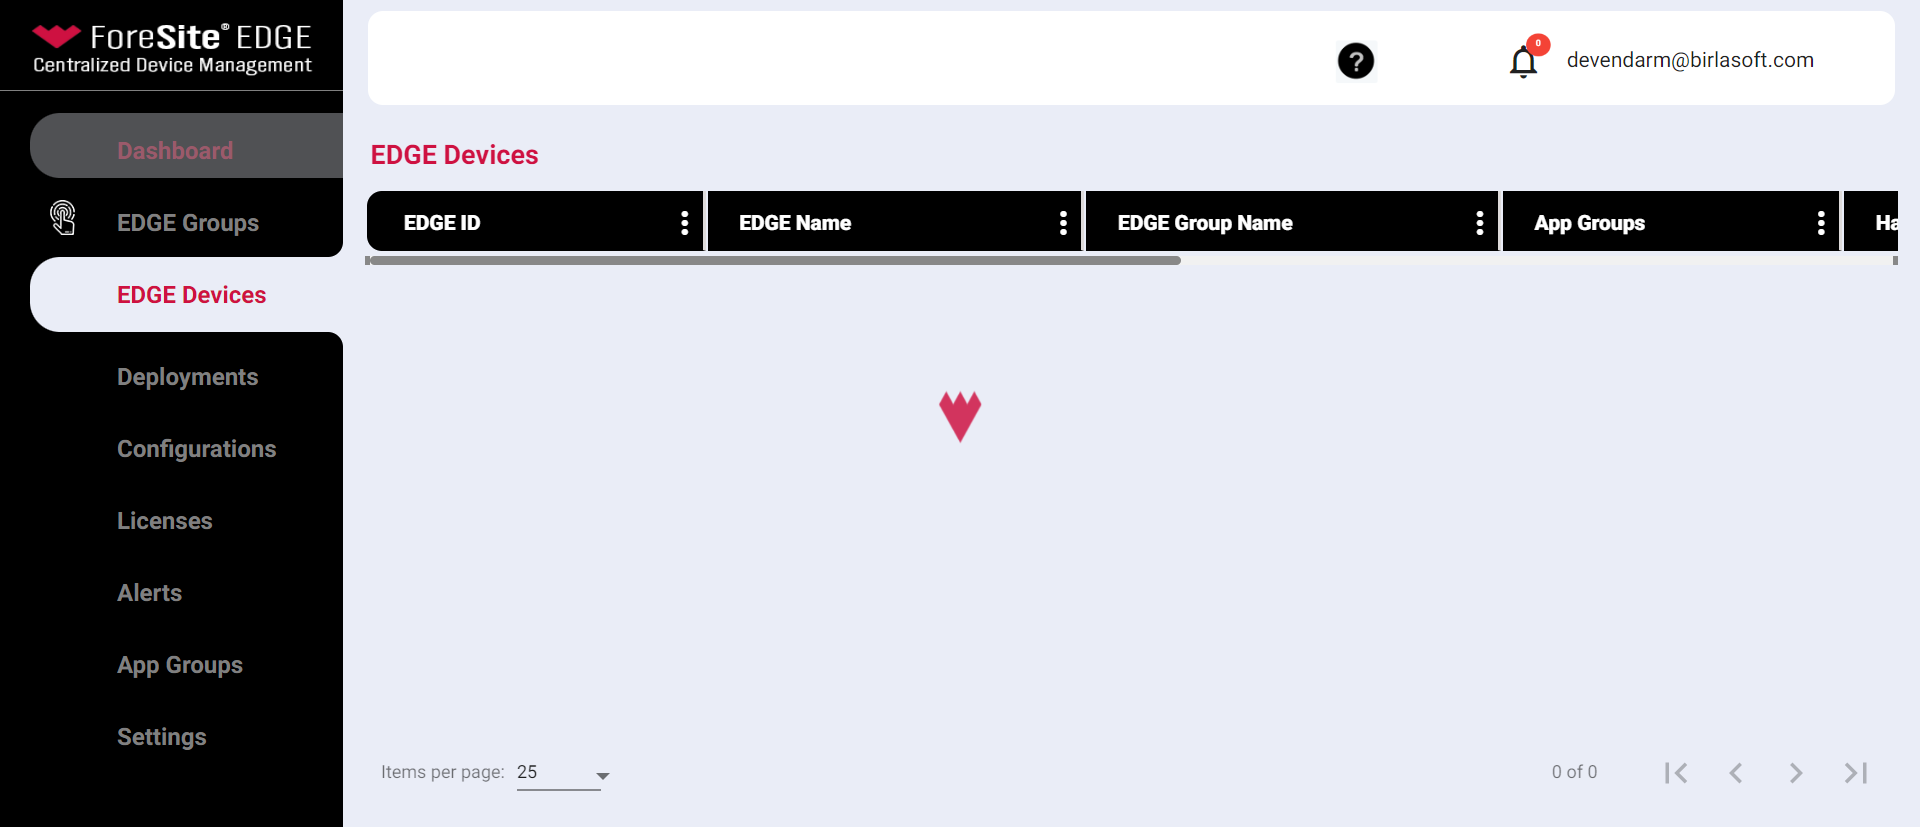 ForeSite® EDGE
Centralized Device Management
?
0
devendarm@birlasoft.com
Dashboard
EDGE Groups
EDGE Devices
Deployments
Configurations
Licenses
Alerts
App Groups
Settings
EDGE Devices
EDGE ID EDGE Name EDGE Group Name App Groups Ha
Items per page: 25 0 of 0